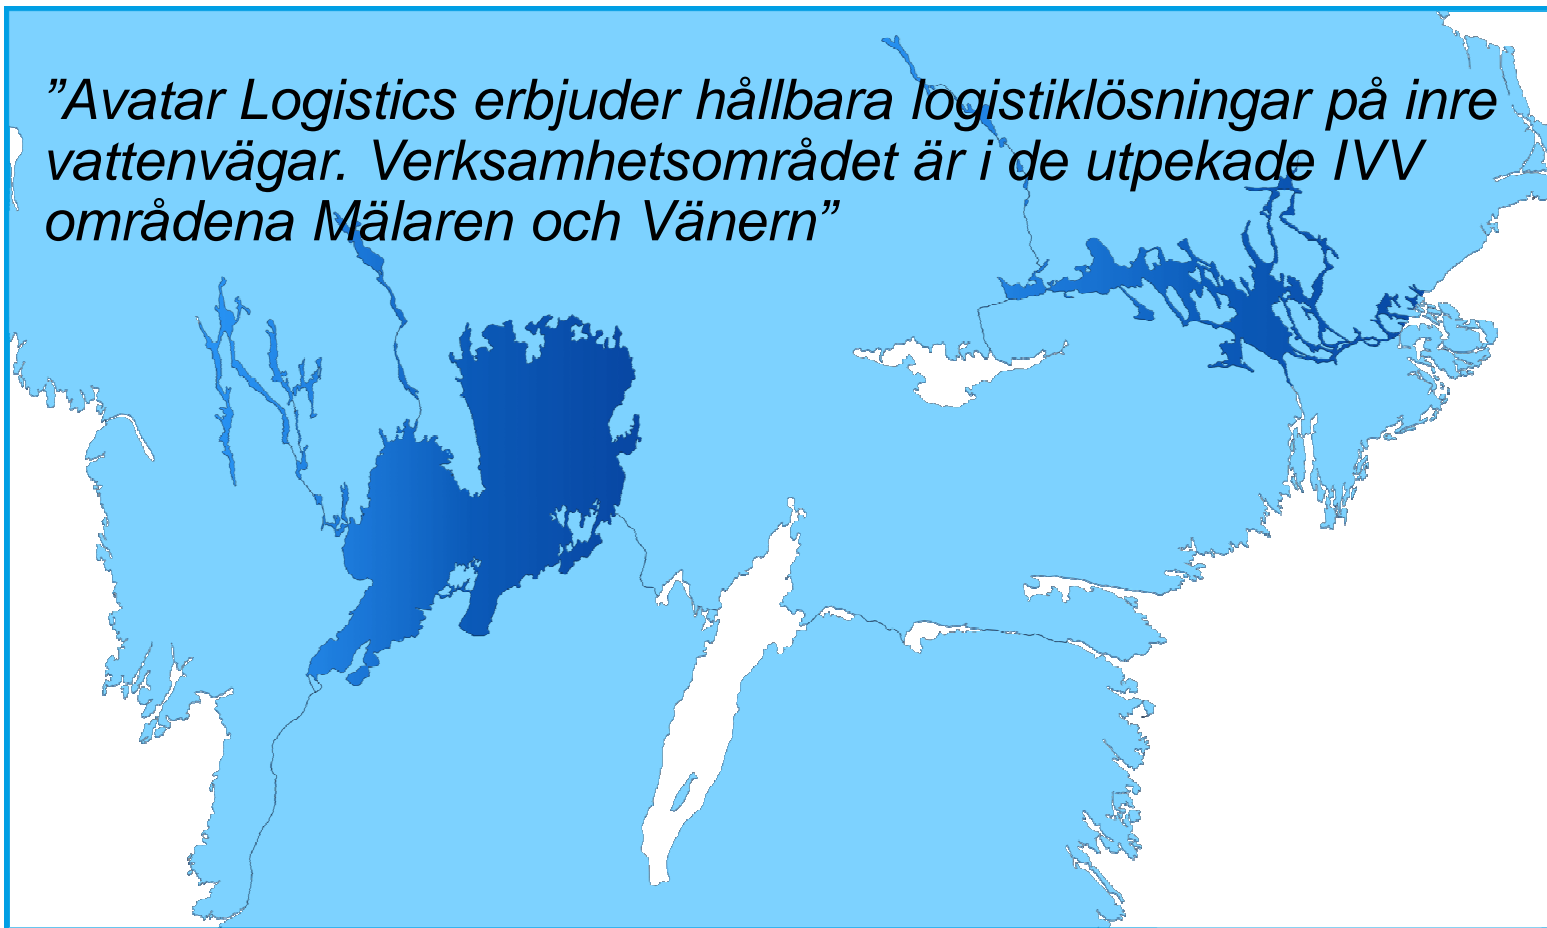 ”Avatar Logistics erbjuder hållbara logistiklösningar på inre
vattenvägar. Verksamhetsområdet är i de utpekade IVV
områdena Mälaren och Vänern”